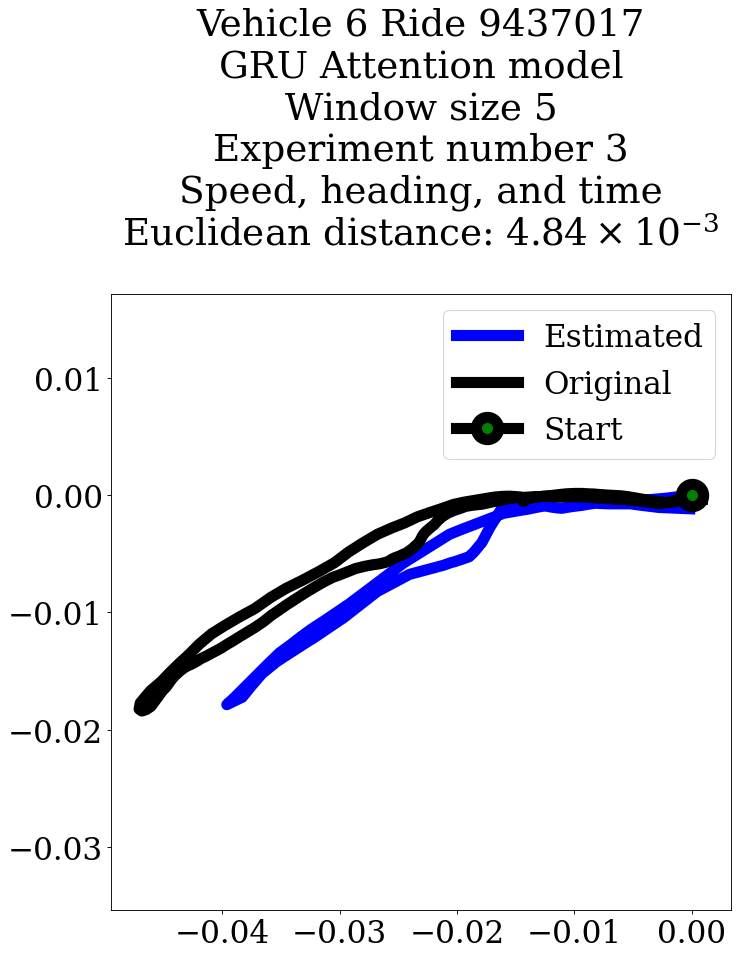 Vehicle 6 Ride 9437017
GRU Attention model
Window size 5
Experiment number 3
Speed, heading, and time
Euclidean distance: 4.84 × 10⁻³
Estimated
Original
Start
0.01
0.00
−0.01
−0.02
−0.03
−0.04 −0.03 −0.02 −0.01 0.00